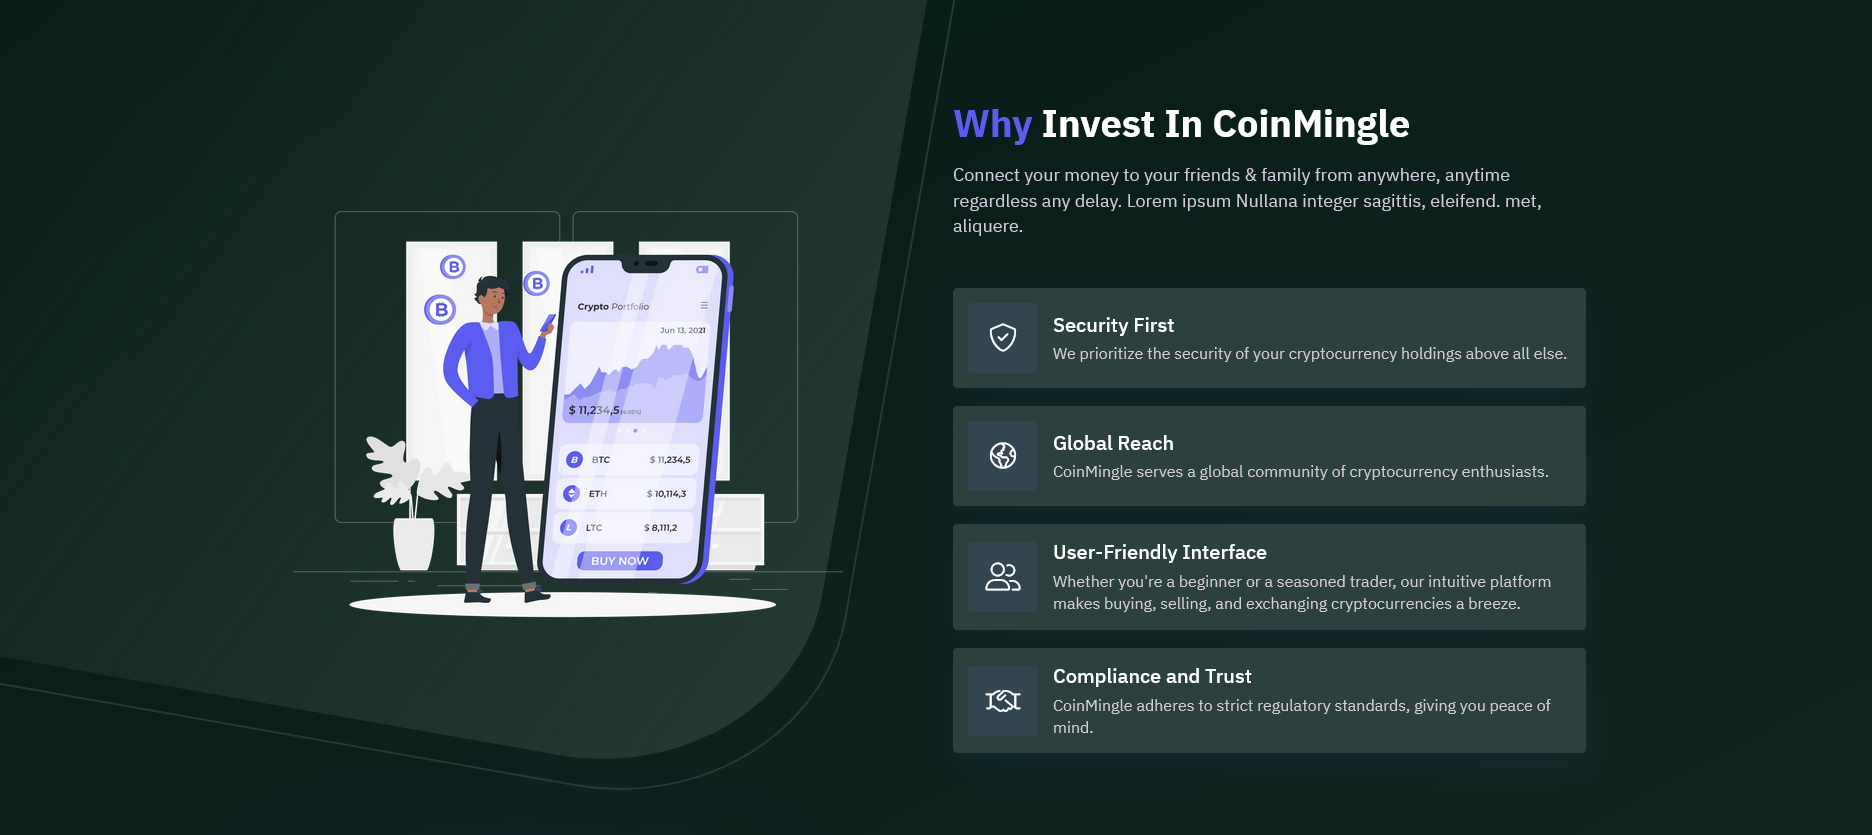 Why Invest In CoinMingle
Connect your money to your friends & family from anywhere, anytime
regardless any delay. Lorem ipsum Nullana integer sagittis, eleifend. met,
aliquere.
Security First
We prioritize the security of your cryptocurrency holdings above all else.
Global Reach
CoinMingle serves a global community of cryptocurrency enthusiasts.
User-Friendly Interface
Whether you're a beginner or a seasoned trader, our intuitive platform
makes buying, selling, and exchanging cryptocurrencies a breeze.
Compliance and Trust
CoinMingle adheres to strict regulatory standards, giving you peace of
mind.
Crypto Portfolio
Jun 13, 2021
$ 11,234,5 (4.05%)
B BTC $ 11,234,5
ETH $ 10,114,3
L LTC $ 8,111,2
BUY NOW
B
B
B